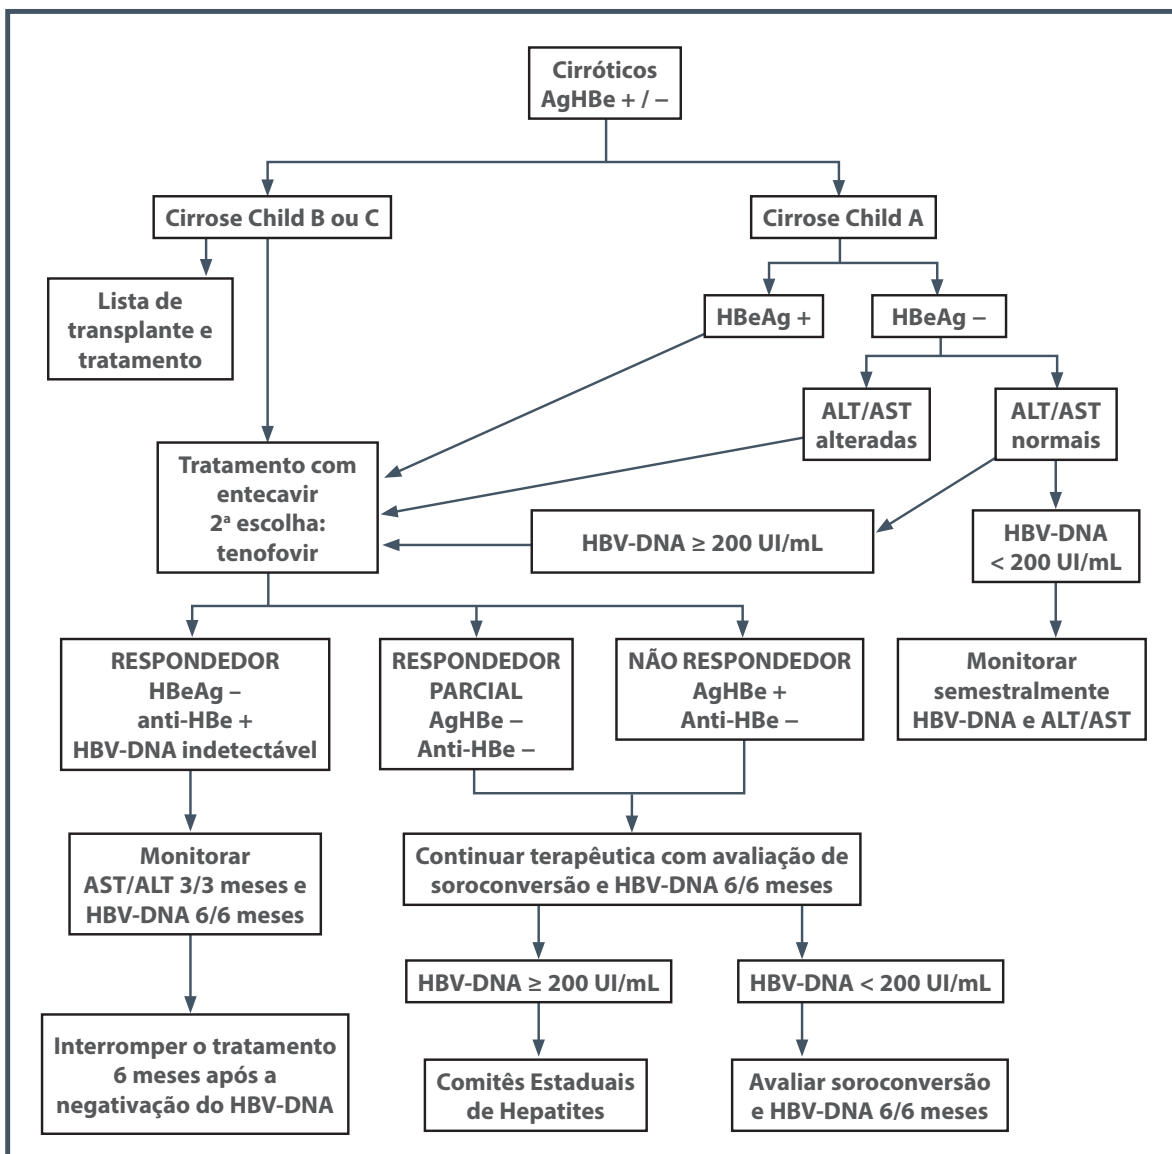 Cirróticos
AgHBe + / –
Cirrose Child B ou C
Cirrose Child A
Lista de
transplante e
tratamento
HBeAg +
HBeAg –
ALT/AST
alteradas
ALT/AST
normais
Tratamento com
entecavir
2ª escolha:
tenofovir
HBV-DNA ≥ 200 UI/mL
HBV-DNA
< 200 UI/mL
RESPONDEDOR
HBeAg –
anti-HBe +
HBV-DNA indetectável
RESPONDEDOR
PARCIAL
AgHBe –
Anti-HBe –
NÃO RESPONDEDOR
AgHBe +
Anti-HBe –
Monitorar
semestralmente
HBV-DNA e ALT/AST
Monitorar
AST/ALT 3/3 meses e
HBV-DNA 6/6 meses
Continuar terapêutica com avaliação de
soroconversão e HBV-DNA 6/6 meses
HBV-DNA ≥ 200 UI/mL
HBV-DNA < 200 UI/mL
Interromper o tratamento
6 meses após a
negativação do HBV-DNA
Comitês Estaduais
de Hepatites
Avaliar soroconversão
e HBV-DNA 6/6 meses